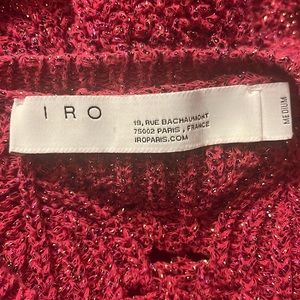 IRO
19, RUE BACHAUMONT
75002 PARIS, FRANCE
IROPARIS.COM
MEDIUM